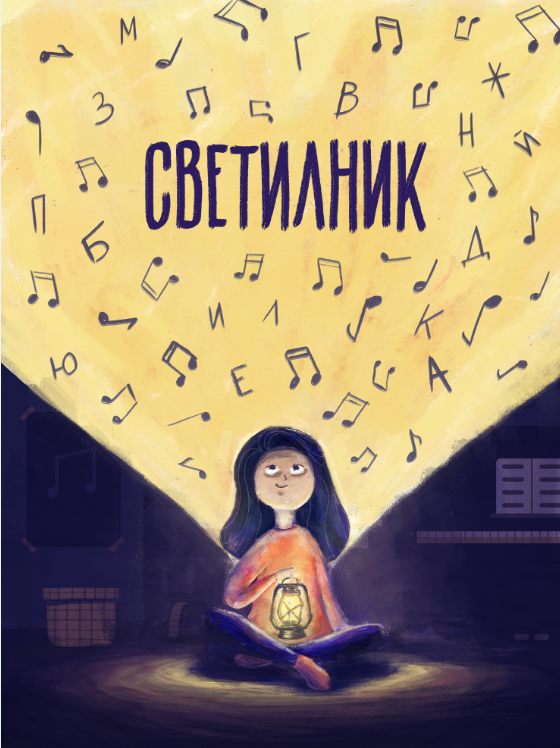 М
Г
Ж
З Ц В
Н Й
СВЕТИЛНИК
П
Б Д
И Л К
Ю Е А